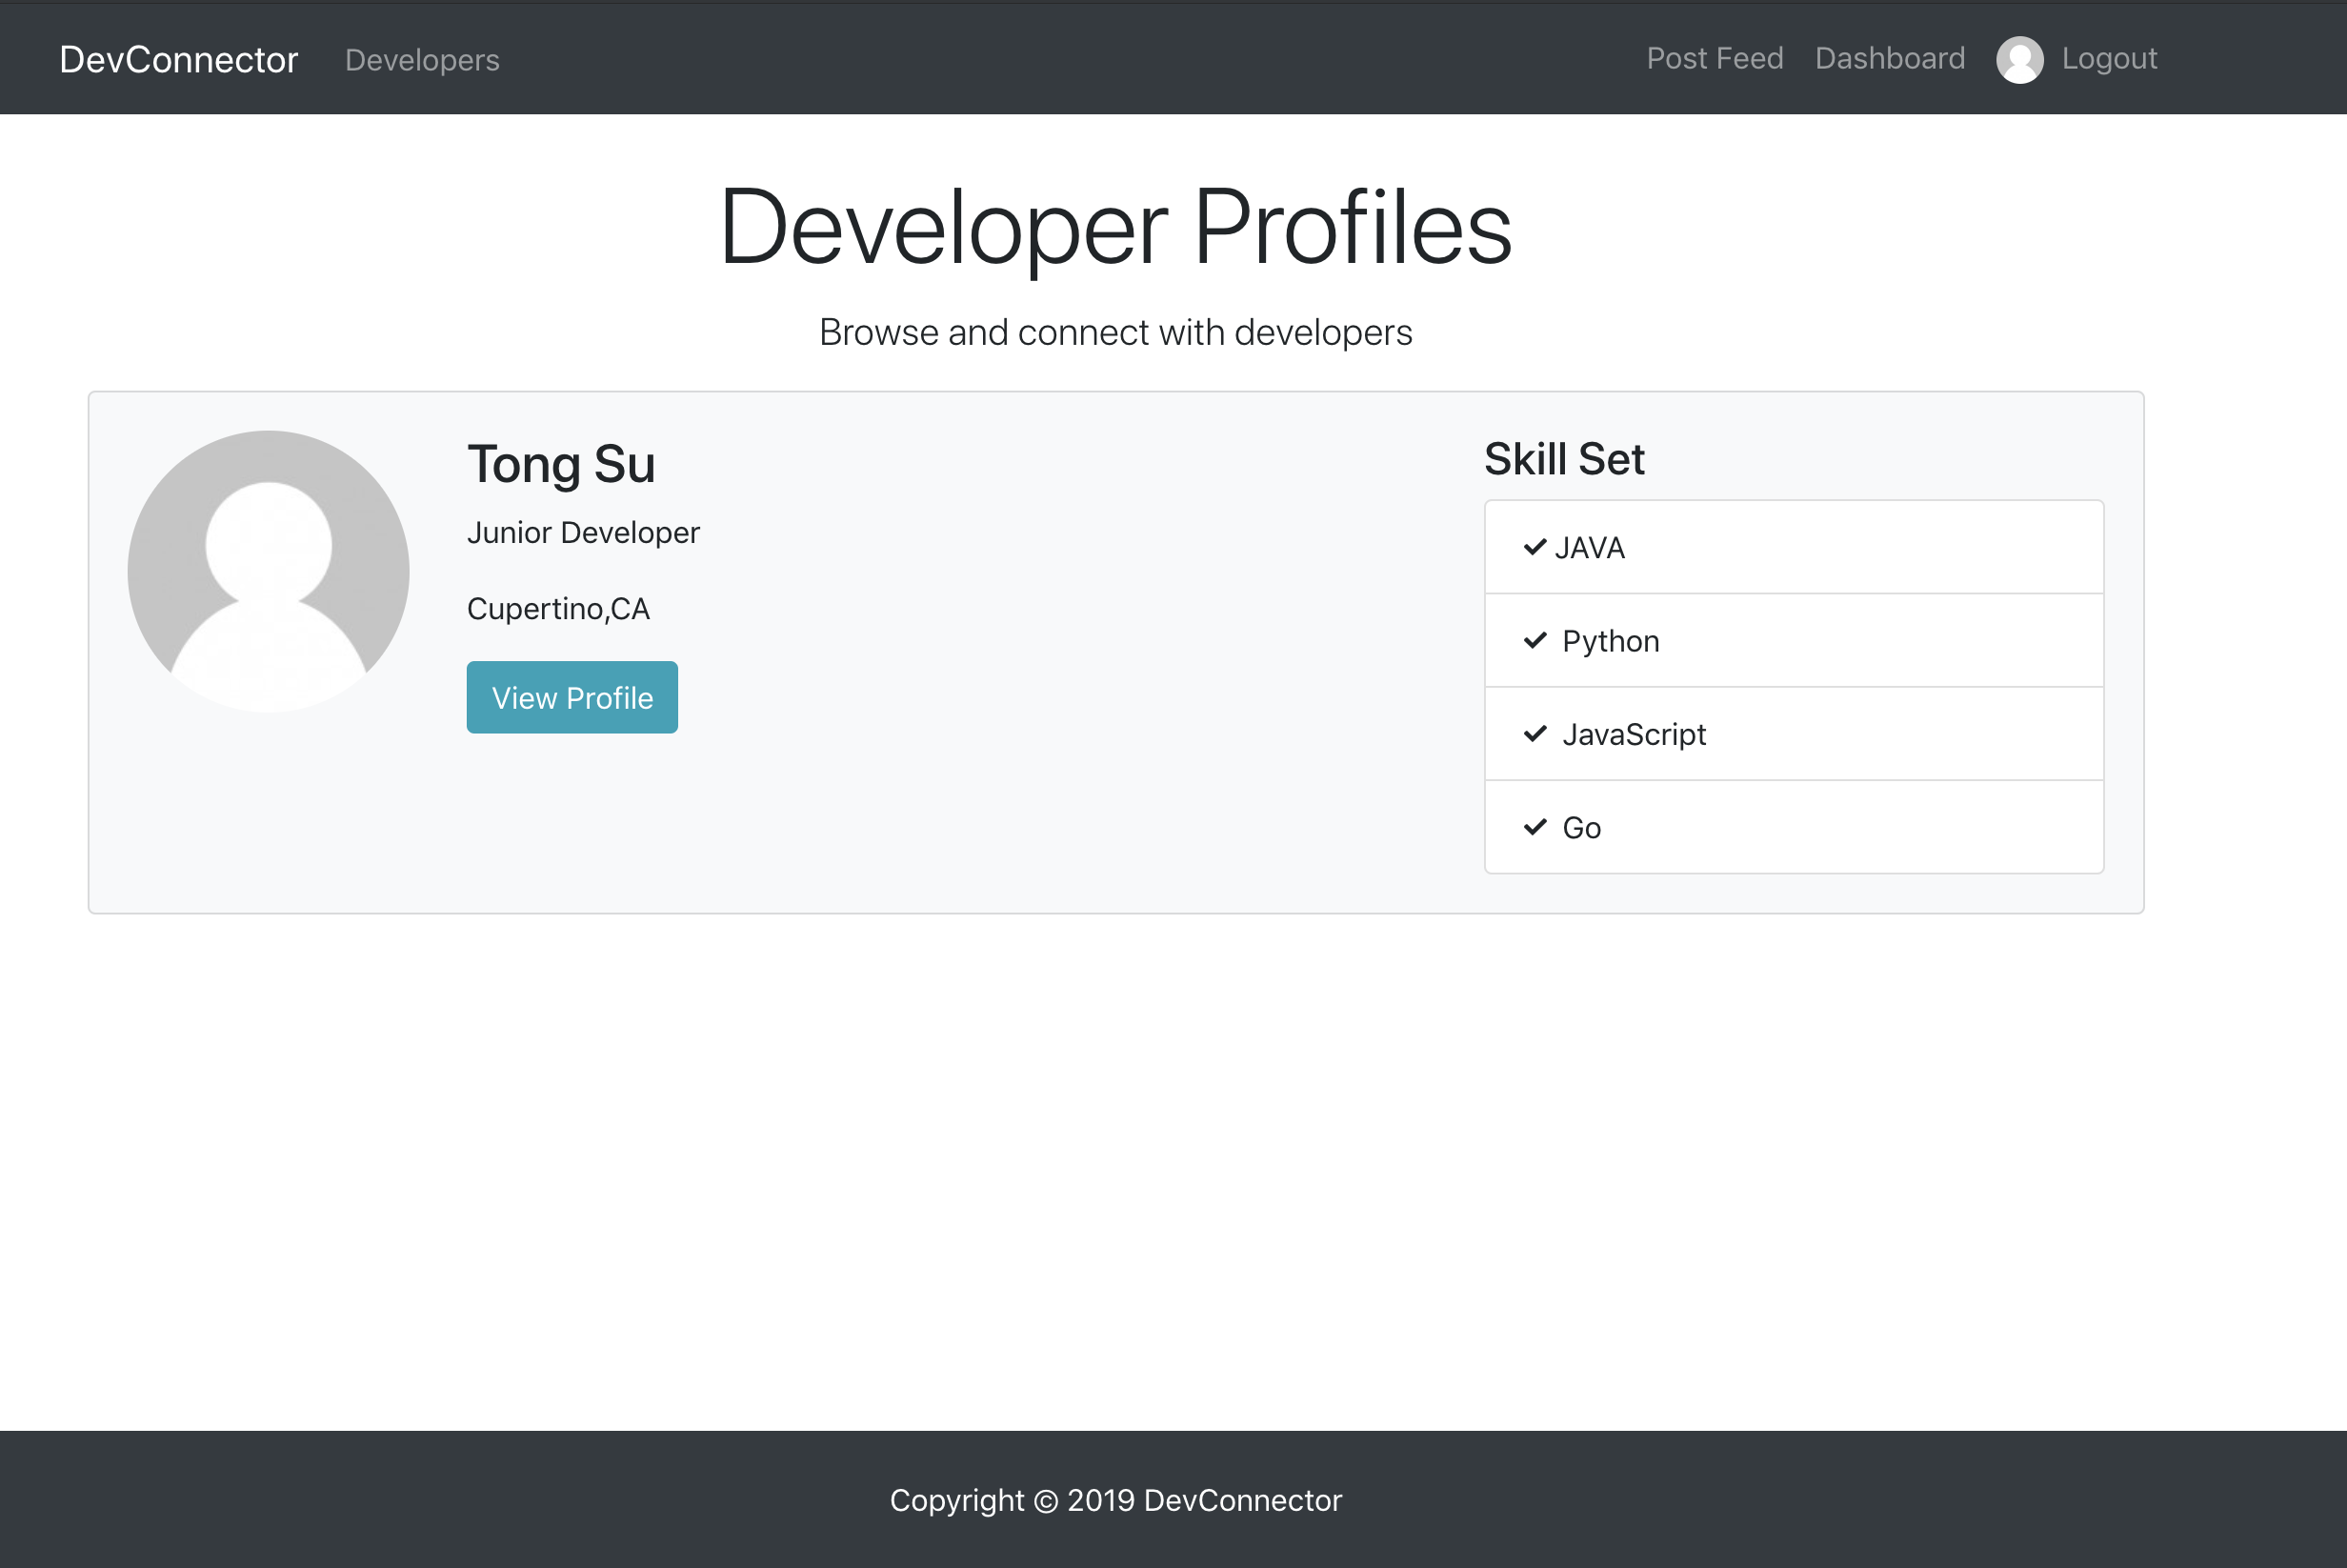 DevConnector Developers Post Feed Dashboard Logout
Developer Profiles
Browse and connect with developers
Tong Su
Junior Developer
Cupertino,CA
View Profile
Skill Set
JAVA
Python
JavaScript
Go
Copyright © 2019 DevConnector